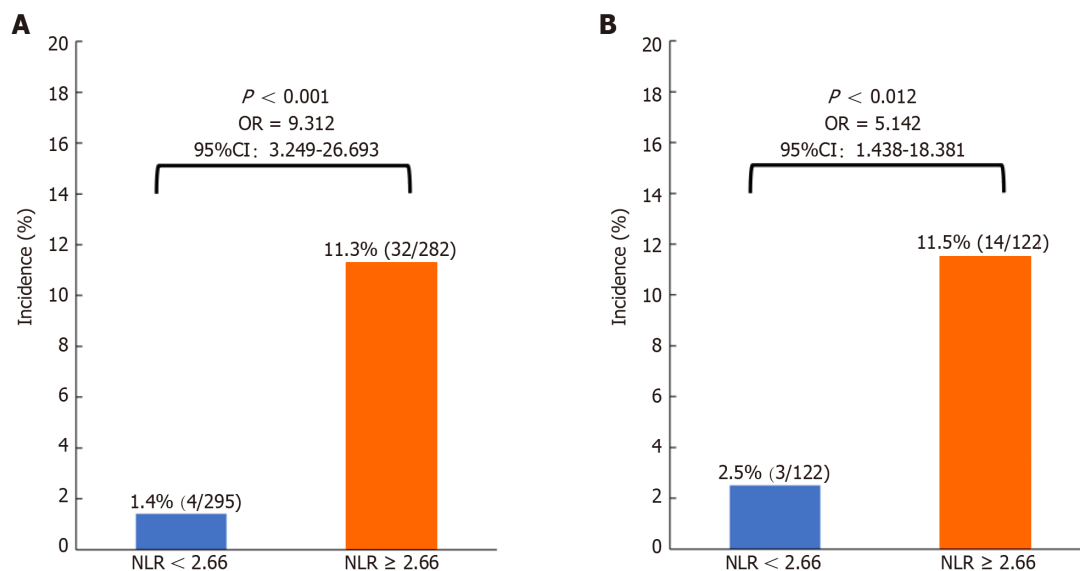 A
20
18
16
14
12
10
8
6
4
2
0
Incidence (%)
P < 0.001
OR = 9.312
95%CI: 3.249-26.693
1.4% (4/295)
11.3% (32/282)
NLR < 2.66
NLR ≥ 2.66
B
20
18
16
14
12
10
8
6
4
2
0
Incidence (%)
P < 0.012
OR = 5.142
95%CI: 1.438-18.381
2.5% (3/122)
11.5% (14/122)
NLR < 2.66
NLR ≥ 2.66